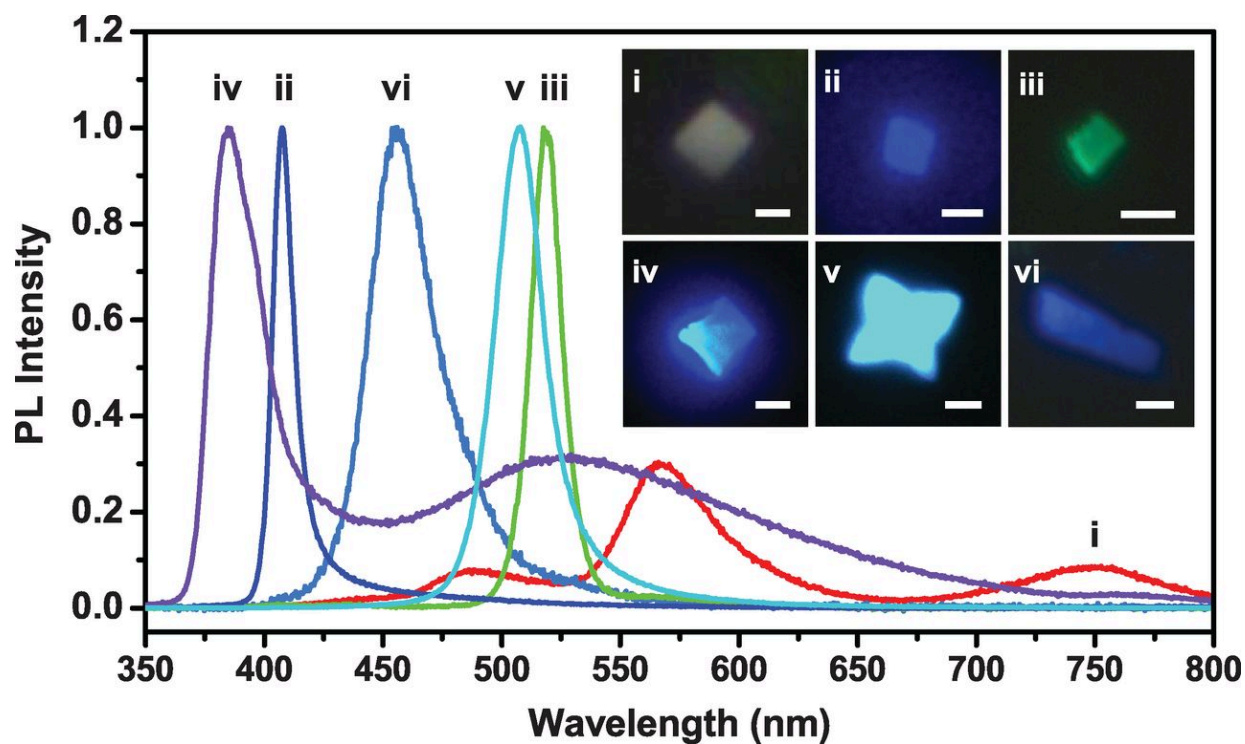 PL Intensity
1.2
1.0
0.8
0.6
0.4
0.2
0.0
iv ii vi v iii
i
i ii iii
iv v vi
350 400 450 500 550 600 650 700 750 800
Wavelength (nm)